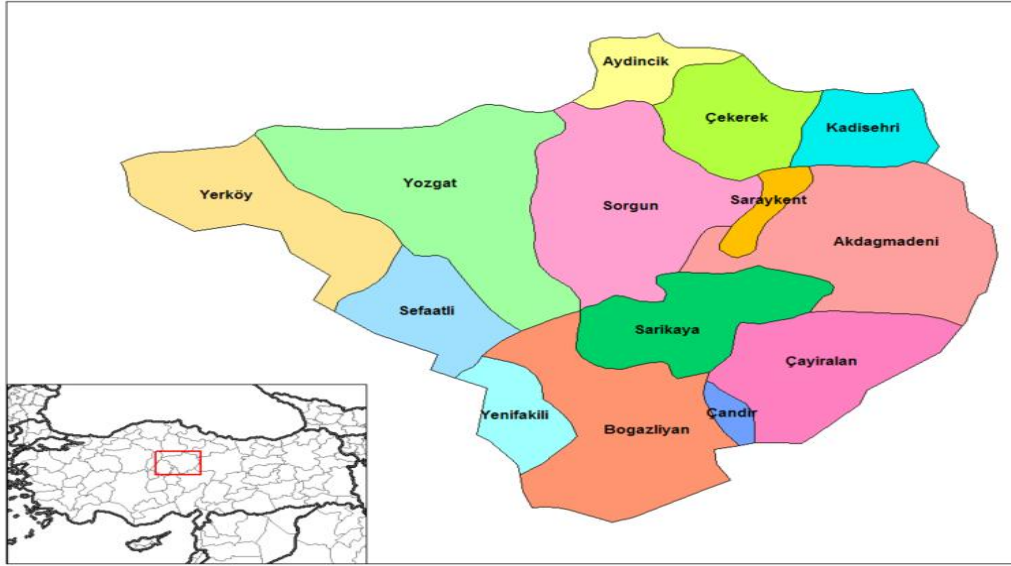 Aydincik
Çekerek
Kadisehri
Yozgat
Yerköy
Sorgun
Saraykent
Akdagmadeni
Sefaatli
Sarikaya
Çayiralan
Yenifakili
Çandir
Bogazliyan